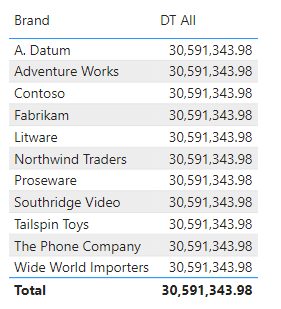 Brand DT All
A. Datum 30,591,343.98
Adventure Works 30,591,343.98
Contoso 30,591,343.98
Fabrikam 30,591,343.98
Litware 30,591,343.98
Northwind Traders 30,591,343.98
Proseware 30,591,343.98
Southridge Video 30,591,343.98
Tailspin Toys 30,591,343.98
The Phone Company 30,591,343.98
Wide World Importers 30,591,343.98
Total 30,591,343.98